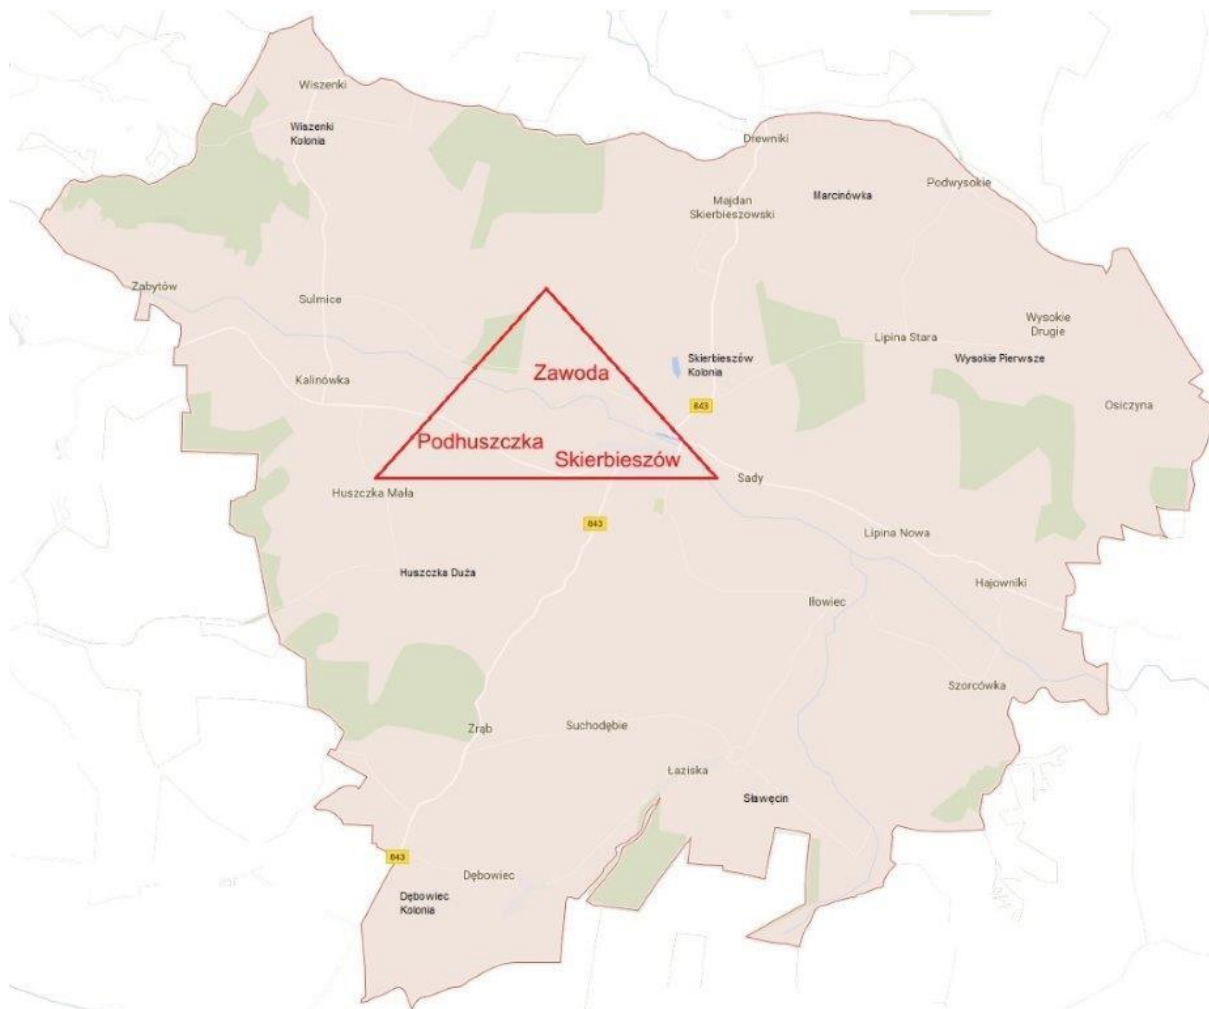 Wiszenki
Wiszenki
Kolonia
Drewniki
Podwysokie
Marcinówka
Majdan
Skierbieszowski
Zabytów
Sulmice
Wysokie
Drugie
Lipina Stara
Wysokie Pierwsze
Skierbieszów
Kolonia
Zawoda
Kalinówka
843
Osiczyna
Podhuszczka
Skierbieszów
Sady
Huszczka Mała
843
Lipina Nowa
Huszczka Duża
Hajowniki
Iłowiec
Szorcówka
Suchodębie
Zrąb
Łaziska
Sławęcin
843
Dębowiec
Dębowiec
Kolonia